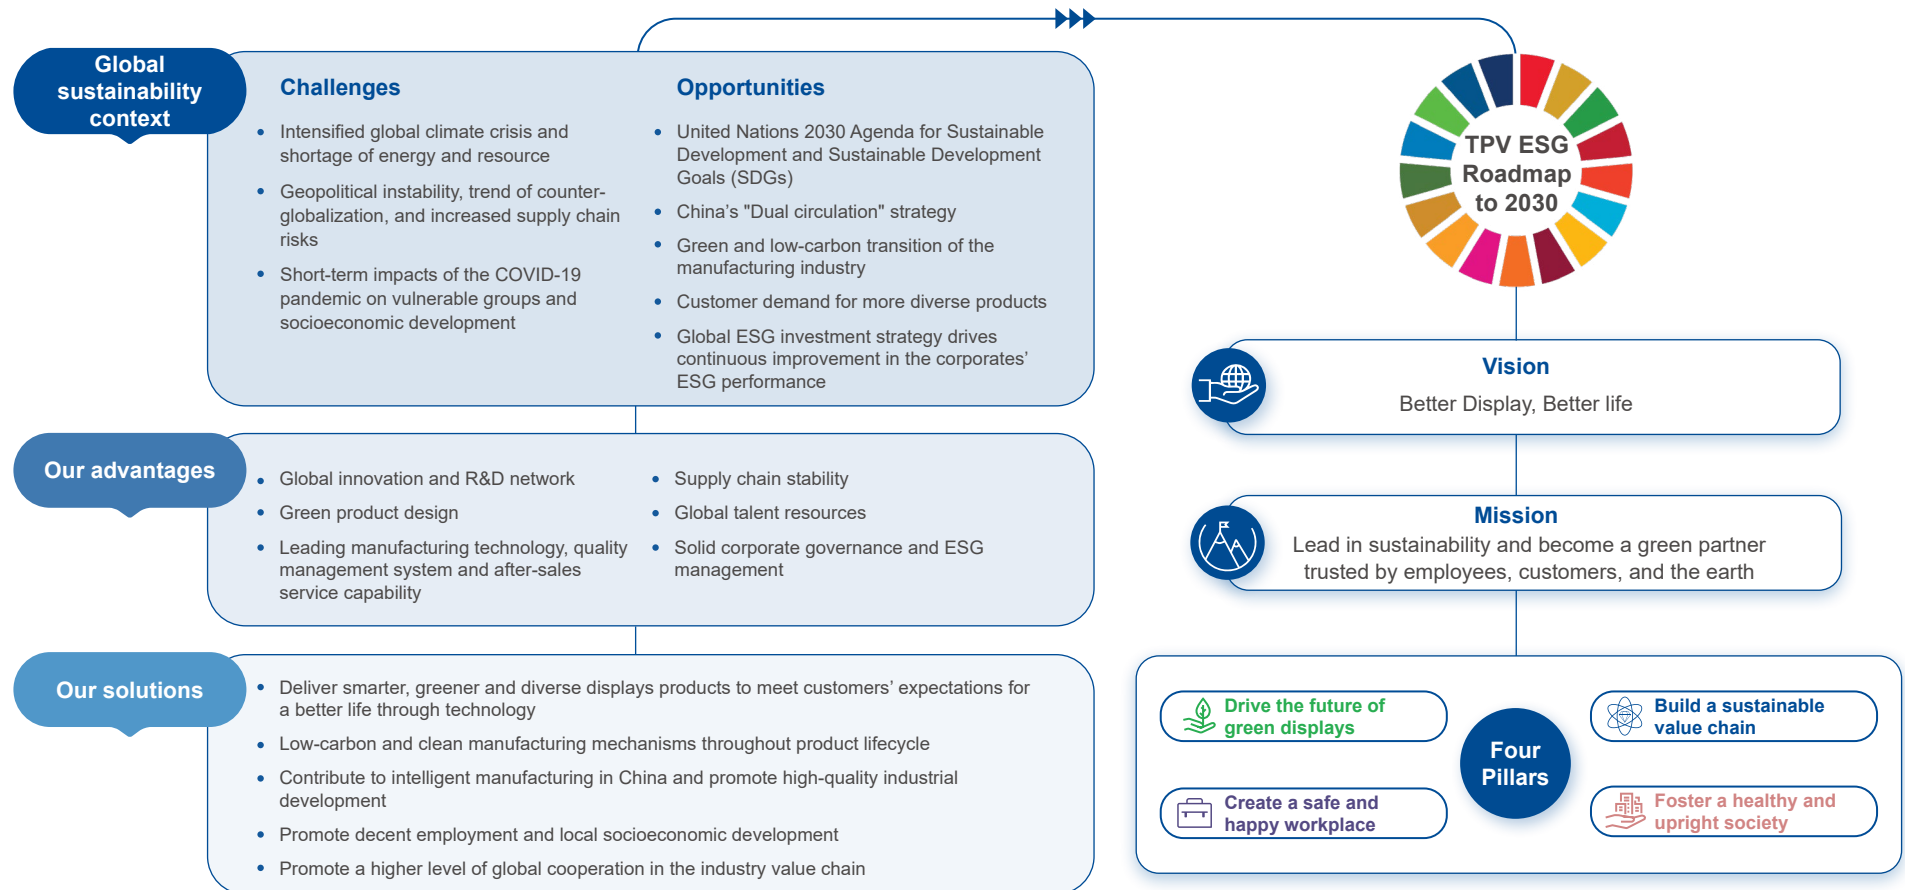 Global
sustainability
context
Challenges
• Intensified global climate crisis and
shortage of energy and resource
• Geopolitical instability, trend of counter-
globalization, and increased supply chain
risks
• Short-term impacts of the COVID-19
pandemic on vulnerable groups and
socioeconomic development
Opportunities
• United Nations 2030 Agenda for Sustainable
Development and Sustainable Development
Goals (SDGs)
• China’s "Dual circulation" strategy
• Green and low-carbon transition of the
manufacturing industry
• Customer demand for more diverse products
• Global ESG investment strategy drives
continuous improvement in the corporates’
ESG performance
Our advantages
• Global innovation and R&D network
• Green product design
• Leading manufacturing technology, quality
management system and after-sales
service capability
• Supply chain stability
• Global talent resources
• Solid corporate governance and ESG
management
Our solutions
• Deliver smarter, greener and diverse displays products to meet customers’ expectations for
a better life through technology
• Low-carbon and clean manufacturing mechanisms throughout product lifecycle
• Contribute to intelligent manufacturing in China and promote high-quality industrial
development
• Promote decent employment and local socioeconomic development
• Promote a higher level of global cooperation in the industry value chain
TPV ESG
Roadmap
to 2030
Vision
Better Display, Better life
Mission
Lead in sustainability and become a green partner
trusted by employees, customers, and the earth
Four
Pillars
Drive the future of
green displays
Build a sustainable
value chain
Create a safe and
happy workplace
Foster a healthy and
upright society